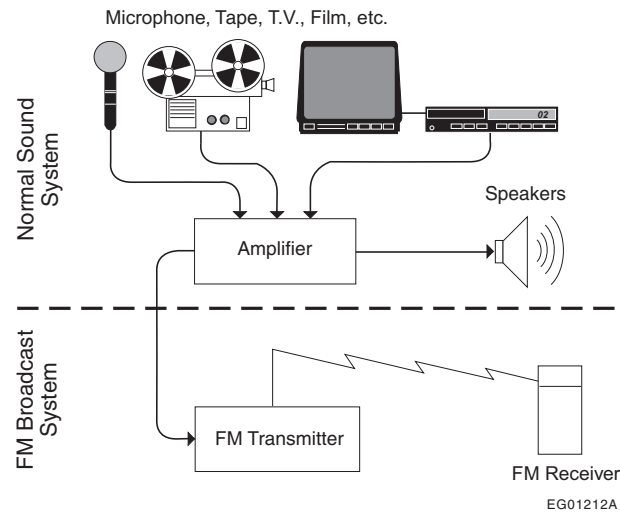 Microphone, Tape, T.V., Film, etc.
02
Normal Sound
System
Speakers
Amplifier
FM Broadcast
System
FM Transmitter
FM Receiver
EG01212A